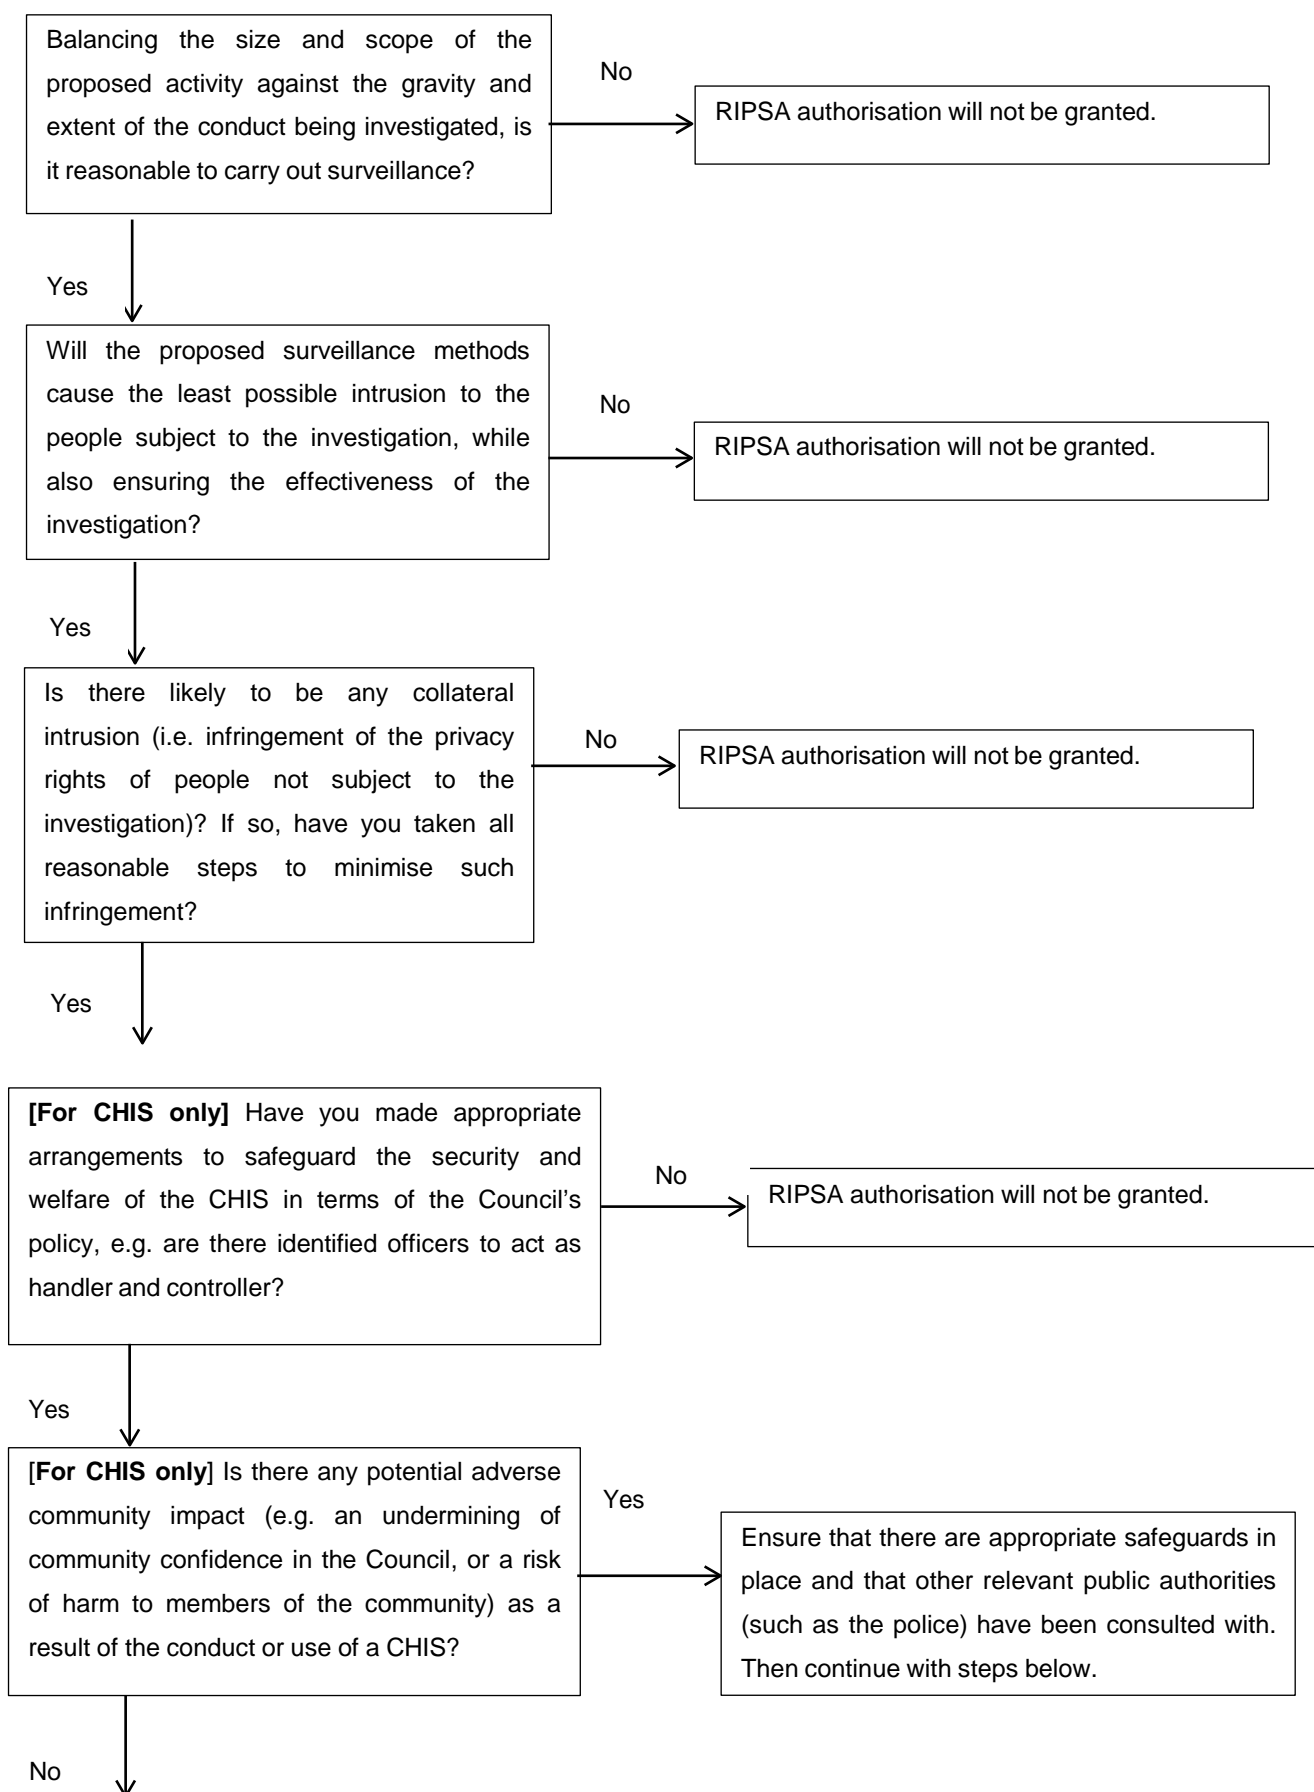 Balancing the size and scope of the
proposed activity against the gravity and
extent of the conduct being investigated, is
it reasonable to carry out surveillance?
No
RIPSA authorisation will not be granted.
Yes
Will the proposed surveillance methods
cause the least possible intrusion to the
people subject to the investigation, while
also ensuring the effectiveness of the
investigation?
No
RIPSA authorisation will not be granted.
Yes
Is there likely to be any collateral
intrusion (i.e. infringement of the privacy
rights of people not subject to the
investigation)? If so, have you taken all
reasonable steps to minimise such
infringement?
No
RIPSA authorisation will not be granted.
Yes
[For CHIS only] Have you made appropriate
arrangements to safeguard the security and
welfare of the CHIS in terms of the Council’s
policy, e.g. are there identified officers to act as
handler and controller?
No
RIPSA authorisation will not be granted.
Yes
[For CHIS only] Is there any potential adverse
community impact (e.g. an undermining of
community confidence in the Council, or a risk
of harm to members of the community) as a
result of the conduct or use of a CHIS?
Yes
Ensure that there are appropriate safeguards in
place and that other relevant public authorities
(such as the police) have been consulted with.
Then continue with steps below.
No